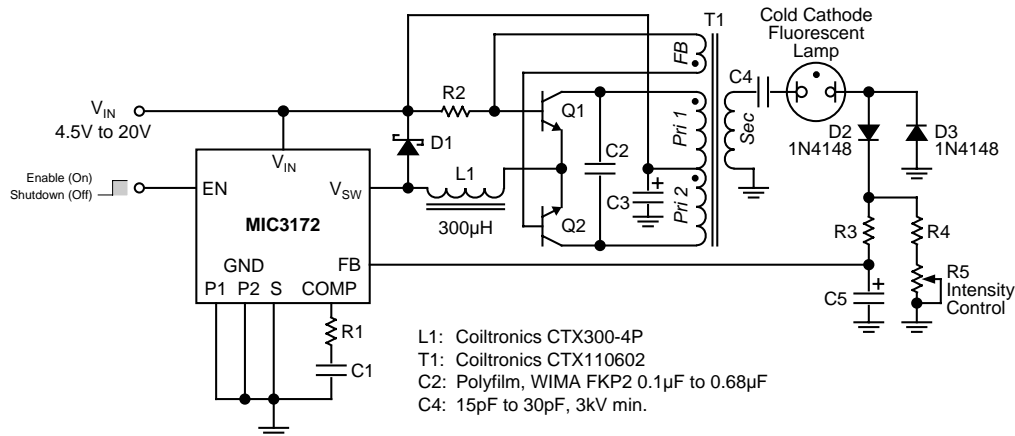 Cold Cathode
Fluorescent
Lamp
T1
FB
C4
R2
Q1
VIN
4.5V to 20V
D1
Pri 1
Sec
D2
1N4148
D3
1N4148
C2
VIN
L1
Enable (On)
Shutdown (Off)
EN
VSW
C3
Pri 2
MIC3172
300µH
Q2
R3
R4
GND
FB
P1 P2 S COMP
C5
R5
Intensity
Control
R1
C1
L1: Coiltronics CTX300-4P
T1: Coiltronics CTX110602
C2: Polyfilm, WIMA FKP2 0.1µF to 0.68µF
C4: 15pF to 30pF, 3kV min.